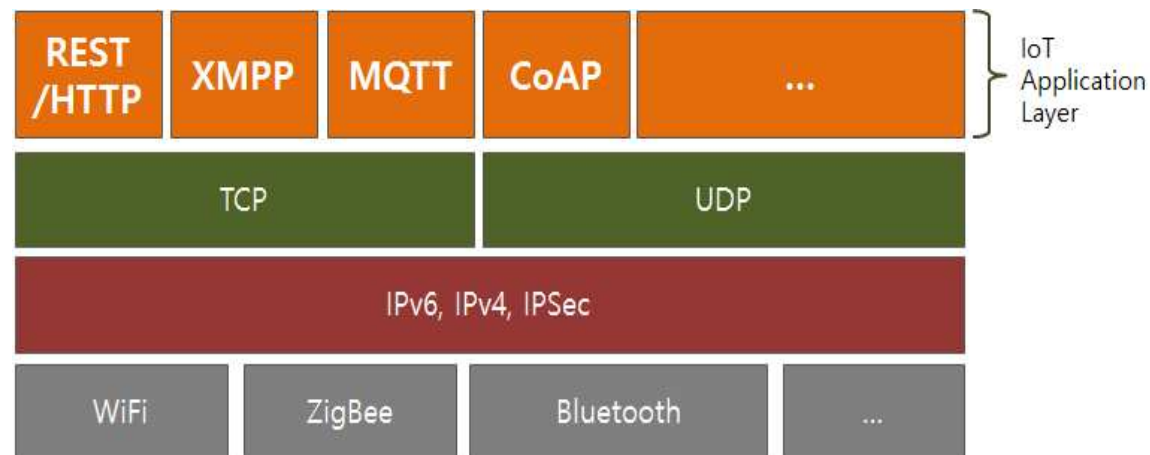 REST
/HTTP
XMPP
MQTT
CoAP
...
IoT
Application
Layer
TCP
UDP
IPv6, IPv4, IPSec
WiFi
ZigBee
Bluetooth
...